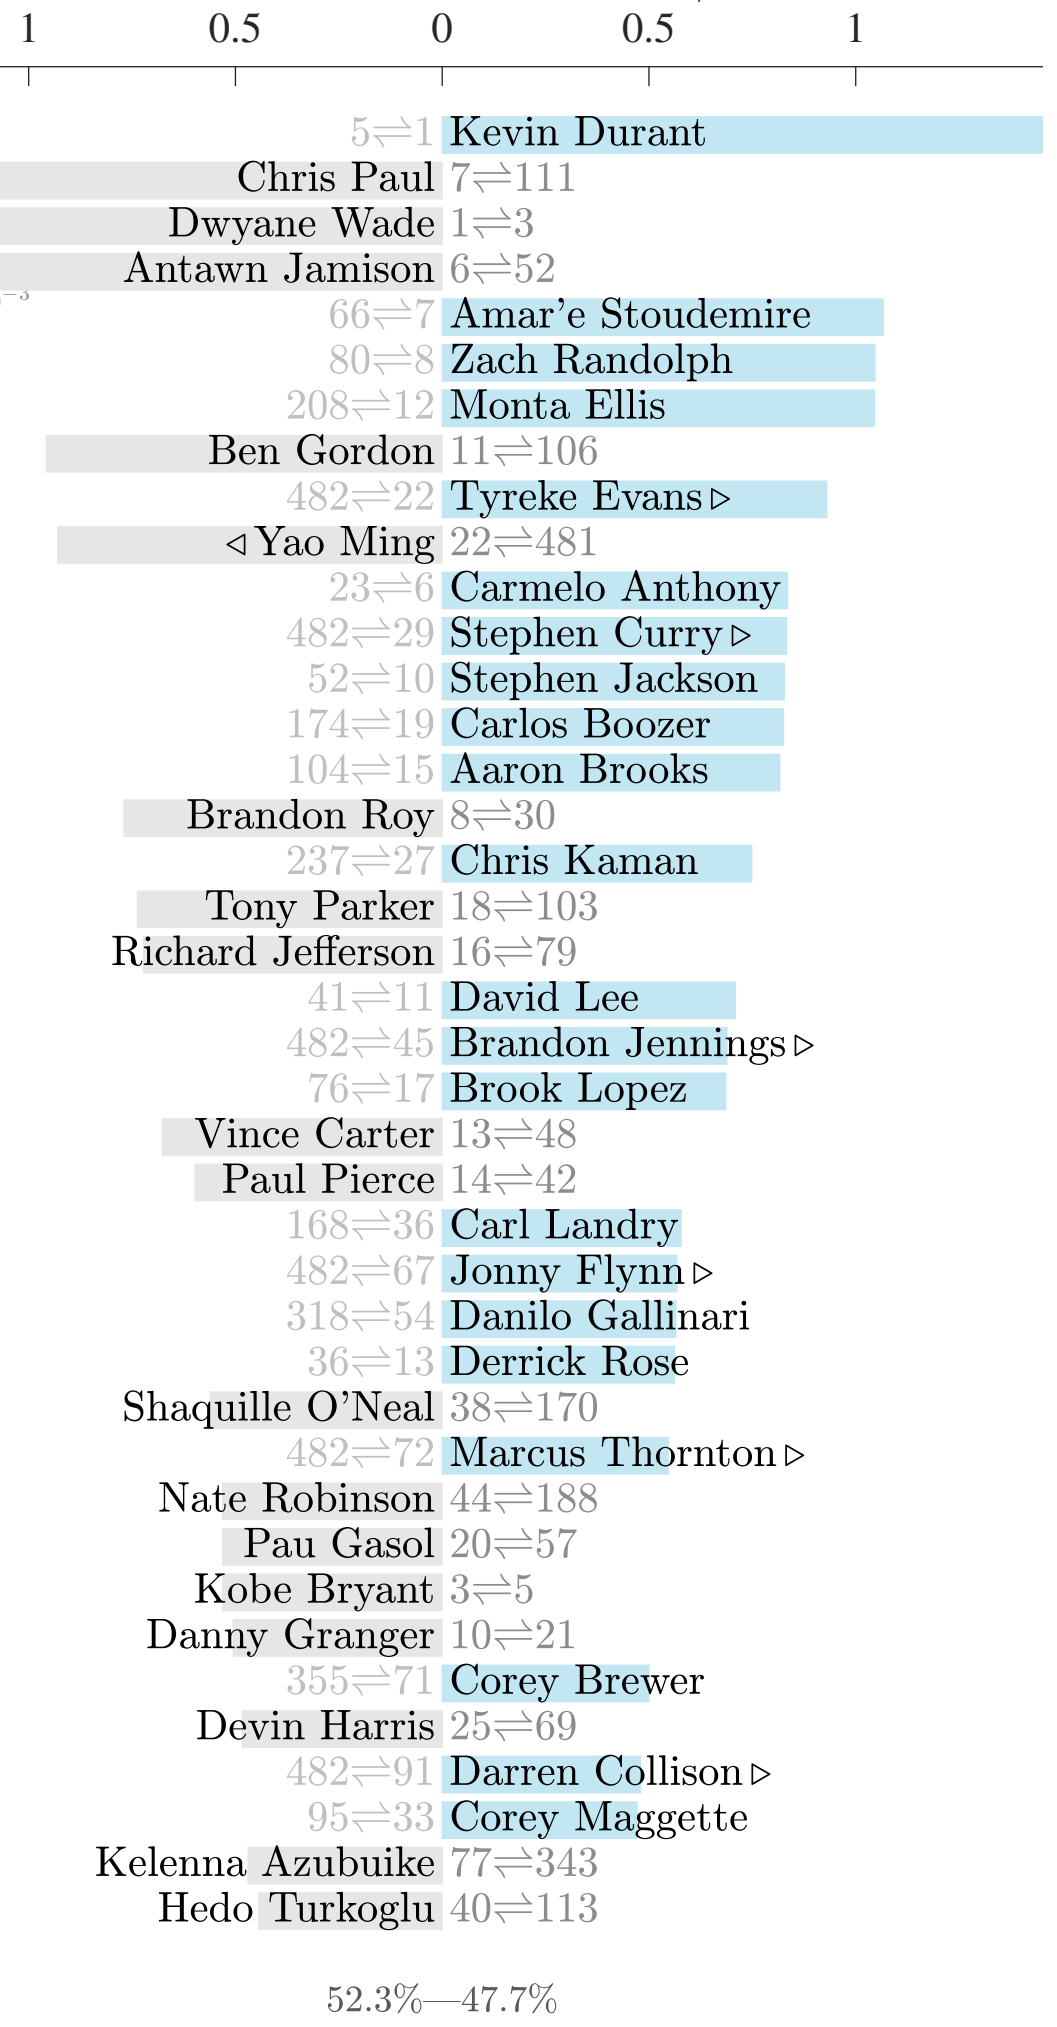 1 0.5 0 0.5 1
5⇌1 Kevin Durant
Chris Paul 7⇌111
Dwyane Wade 1⇌3
Antawn Jamison 6⇌52
−3
66⇌7 Amar'e Stoudemire
80⇌8 Zach Randolph
208⇌12 Monta Ellis
Ben Gordon 11⇌106
482⇌22 Tyreke Evans ▷
◁ Yao Ming 22⇌481
23⇌6 Carmelo Anthony
482⇌29 Stephen Curry ▷
52⇌10 Stephen Jackson
174⇌19 Carlos Boozer
104⇌15 Aaron Brooks
Brandon Roy 8⇌30
237⇌27 Chris Kaman
Tony Parker 18⇌103
Richard Jefferson 16⇌79
41⇌11 David Lee
482⇌45 Brandon Jennings ▷
76⇌17 Brook Lopez
Vince Carter 13⇌48
Paul Pierce 14⇌42
168⇌36 Carl Landry
482⇌67 Jonny Flynn ▷
318⇌54 Danilo Gallinari
36⇌13 Derrick Rose
Shaquille O'Neal 38⇌170
482⇌72 Marcus Thornton ▷
Nate Robinson 44⇌188
Pau Gasol 20⇌57
Kobe Bryant 3⇌5
Danny Granger 10⇌21
355⇌71 Corey Brewer
Devin Harris 25⇌69
482⇌91 Darren Collison ▷
95⇌33 Corey Maggette
Kelenna Azubuike 77⇌343
Hedo Turkoglu 40⇌113
52.3%—47.7%